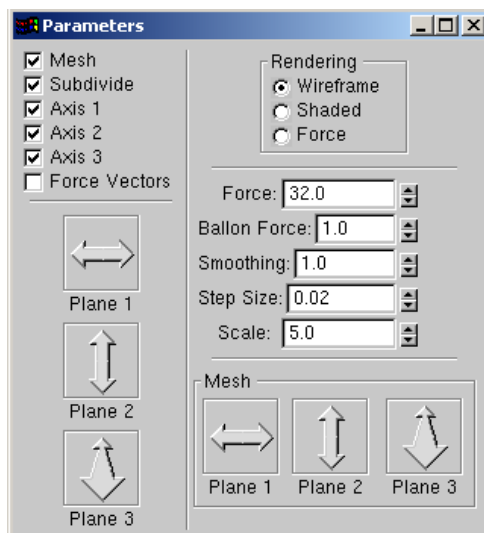 Parameters
Mesh
Subdivide
Axis 1
Axis 2
Axis 3
Force Vectors
Plane 1
Plane 2
Plane 3
Rendering
Wireframe
Shaded
Force
Force: 32.0
Ballon Force: 1.0
Smoothing: 1.0
Step Size: 0.02
Scale: 5.0
Mesh
Plane 1 Plane 2 Plane 3